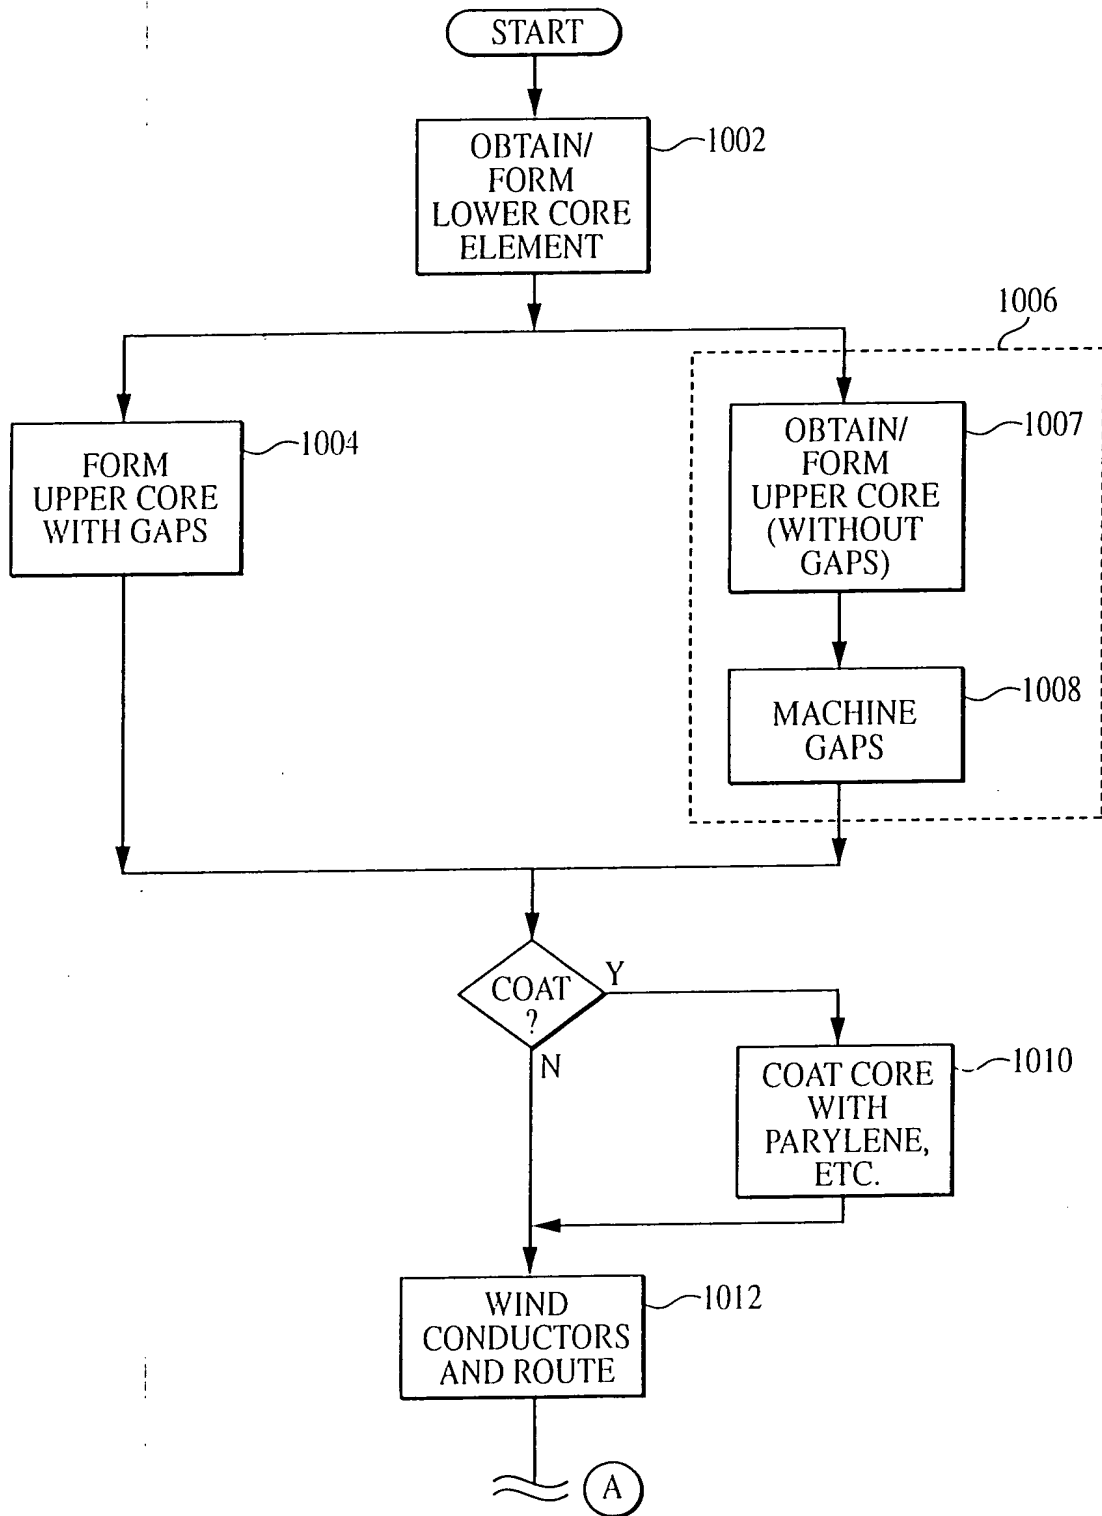 START
OBTAIN/
FORM
LOWER CORE
ELEMENT
1002
1006
FORM
UPPER CORE
WITH GAPS
1004
OBTAIN/
FORM
UPPER CORE
(WITHOUT
GAPS)
1007
MACHINE
GAPS
1008
COAT
?
Y
N
COAT CORE
WITH
PARYLENE,
ETC.
1010
WIND
CONDUCTORS
AND ROUTE
1012
A